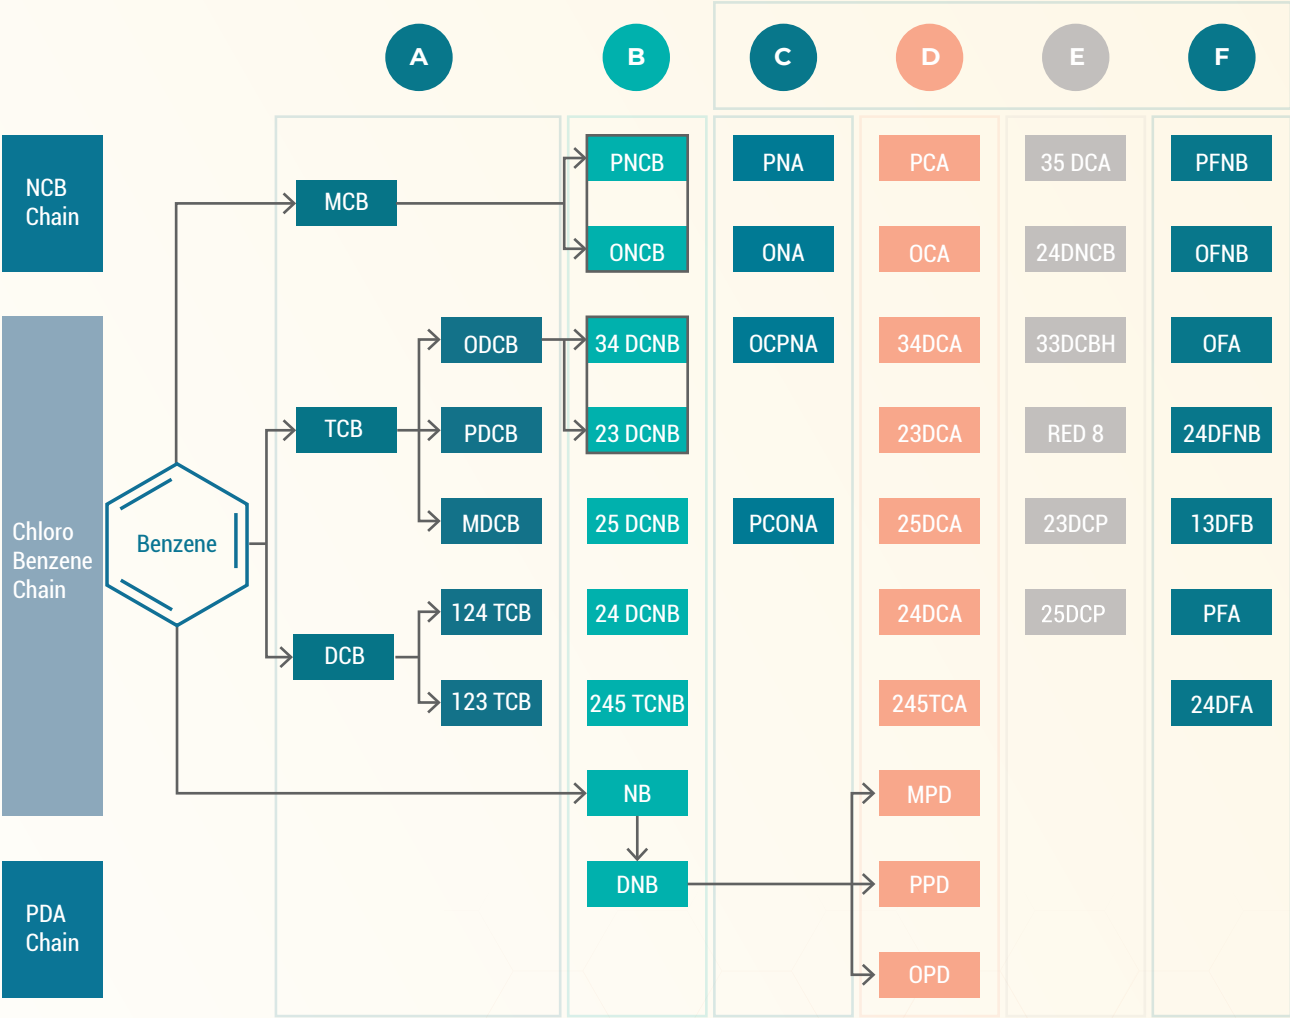 A
B
C
D
E
F
NCB
Chain
MCB
PNCB
PNA
PCA
35 DCA
PFNB
ONCB
ONA
OCA
24DNCB
OFNB
Chloro
Benzene
Chain
Benzene
ODCB
34 DCNB
OCPNA
34DCA
33DCBH
OFA
TCB
PDCB
23 DCNB
23DCA
RED 8
24DFNB
MDCB
25 DCNB
PCONA
25DCA
23DCP
13DFB
124 TCB
24 DCNB
24DCA
25DCP
PFA
DCB
123 TCB
245 TCNB
245TCA
24DFA
NB
MPD
PDA
Chain
DNB
PPD
OPD